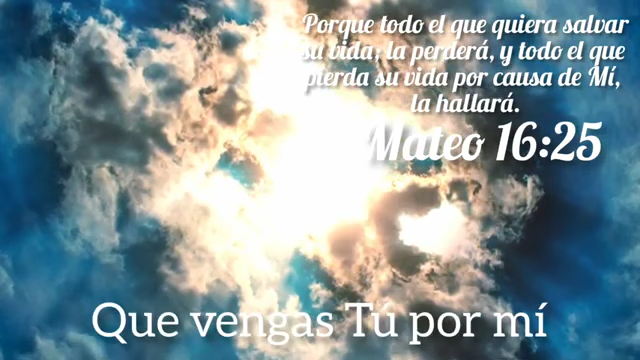 Porque todo el que quiera salvar
su vida, la perderá, y todo el que
pierda su vida por causa de Mí,
la hallará.
Mateo 16:25
Que vengas Tú por mí